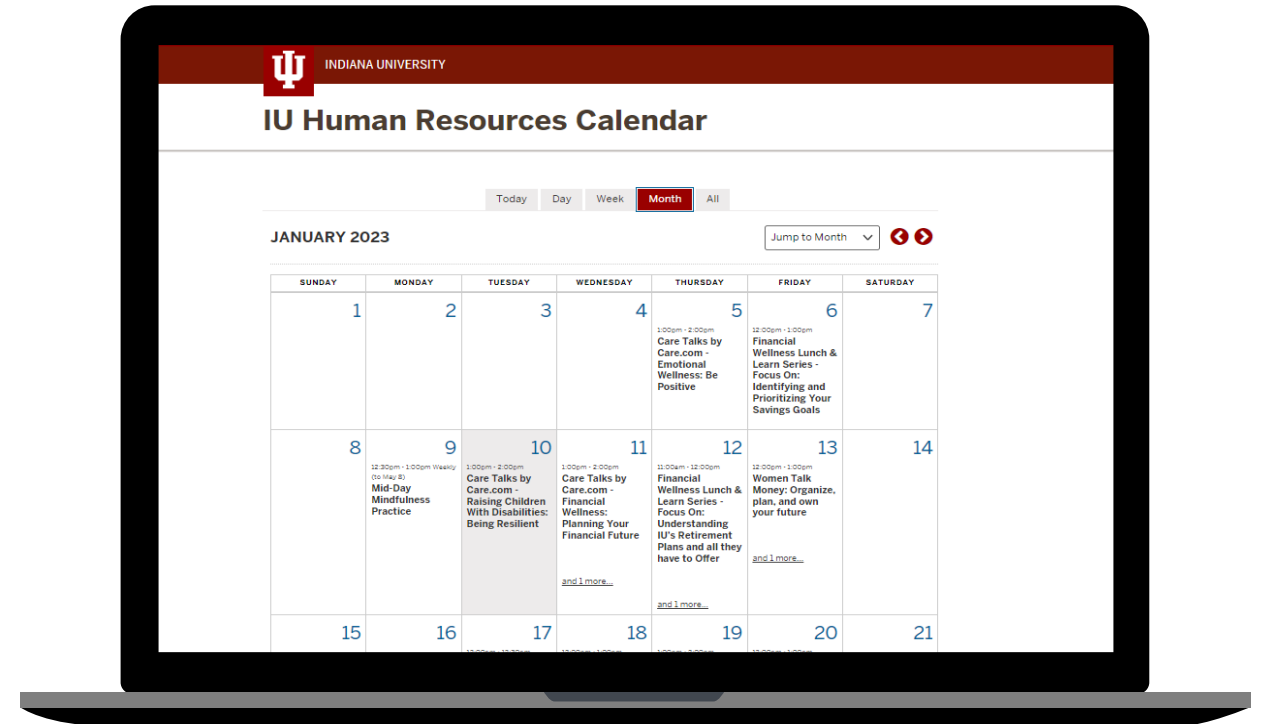 INDIANA UNIVERSITY
IU Human Resources Calendar
Today Day Week Month All
JANUARY 2023
Jump to Month
SUNDAY MONDAY TUESDAY WEDNESDAY THURSDAY FRIDAY SATURDAY
1
2
3
4
5
1:00pm - 2:00pm
Care Talks by
Care.com -
Emotional
Wellness: Be
Positive
6
12:00pm - 1:00pm
Financial
Wellness Lunch &
Learn Series -
Focus On:
Identifying and
Prioritizing Your
Savings Goals
7
8
9
12:30pm - 1:00pm Weekly
(to May 8)
Mid-Day
Mindfulness
Practice
10
1:00pm - 2:00pm
Care Talks by
Care.com -
Raising Children
With Disabilities:
Being Resilient
11
1:00pm - 2:00pm
Care Talks by
Care.com -
Financial
Wellness:
Planning Your
Financial Future
and 1 more...
12
11:00am - 12:00pm
Financial
Wellness Lunch &
Learn Series -
Focus On:
Understanding
IU's Retirement
Plans and all they
have to Offer
and 1 more...
13
12:00pm - 1:00pm
Women Talk
Money: Organize,
plan, and own
your future
and 1 more...
14
15
16
17
18
19
20
21